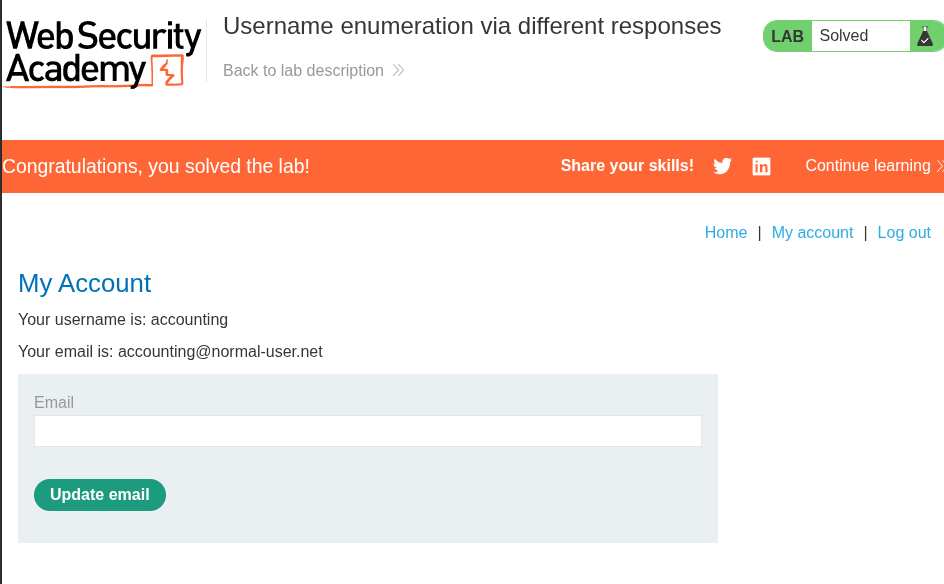 Web Security
Academy
Username enumeration via different responses
Back to lab description
LAB Solved
Congratulations, you solved the lab! Share your skills! Continue learning
Home | My account | Log out
My Account
Your username is: accounting
Your email is: accounting@normal-user.net
Email
Update email